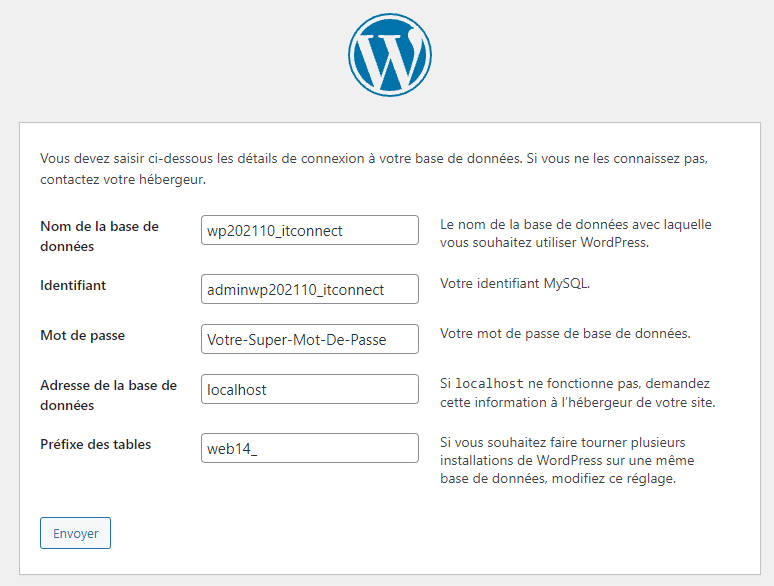 Vous devez saisir ci-dessous les détails de connexion à votre base de données. Si vous ne les connaissez pas,
contactez votre hébergeur.
Nom de la base de
données
wp202110_itconnect
Le nom de la base de données avec laquelle
vous souhaitez utiliser WordPress.
Identifiant
adminwp202110_itconnect
Votre identifiant MySQL.
Mot de passe
Votre-Super-Mot-De-Passe
Votre mot de passe de base de données.
Adresse de la base de
données
localhost
Si localhost ne fonctionne pas, demandez
cette information à l’hébergeur de votre site.
Préfixe des tables
web14_
Si vous souhaitez faire tourner plusieurs
installations de WordPress sur une même
base de données, modifiez ce réglage.
Envoyer